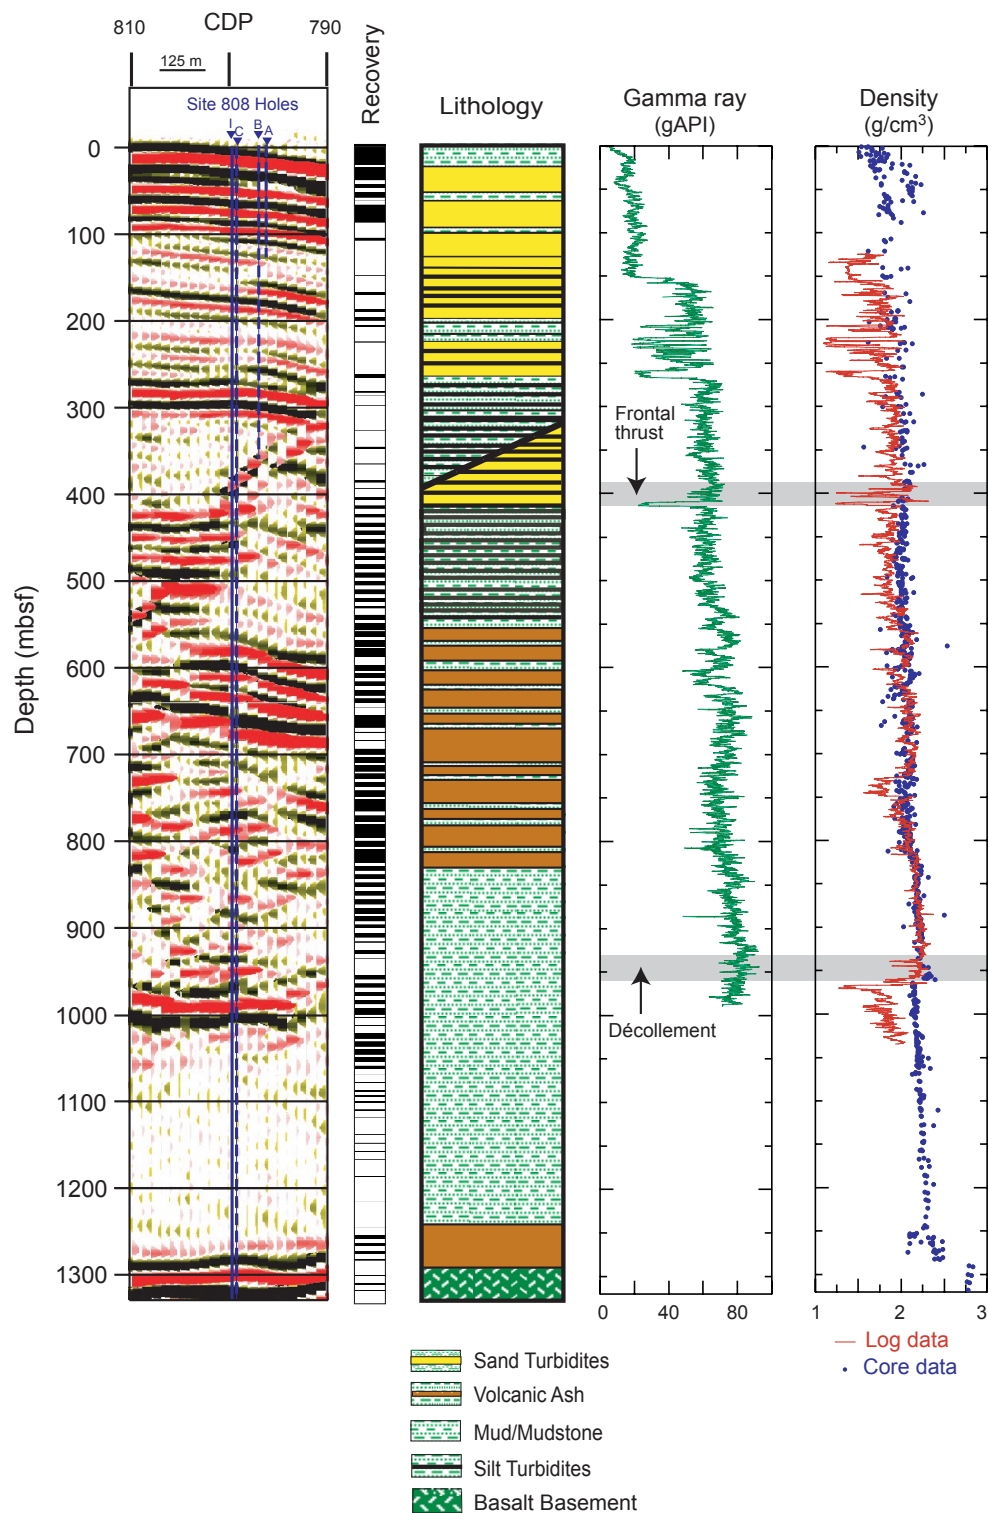 810 CDP 790
125 m
Recovery
Site 808 Holes
I C B A
Lithology
Gamma ray
(gAPI)
Density
(g/cm³)
Depth (mbsf)
0
100
200
300
400
500
600
700
800
900
1000
1100
1200
1300
Frontal
thrust
Décollement
0 40 80
1 2 3
Log data
Core data
Sand Turbidites
Volcanic Ash
Mud/Mudstone
Silt Turbidites
Basalt Basement